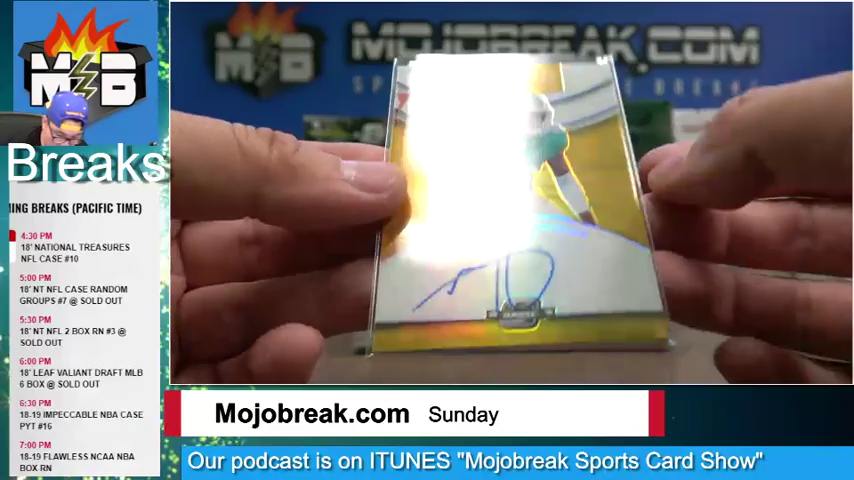 MB
MOJOBREAK.COM
Breaks
ING BREAKS (PACIFIC TIME)
4:30 PM
18' NATIONAL TREASURES
NFL CASE #10
5:00 PM
18' NT NFL CASE RANDOM
GROUPS #7 @ SOLD OUT
5:30 PM
18' NT NFL 2 BOX RN #3 @
SOLD OUT
6:00 PM
18' LEAF VALIANT DRAFT MLB
6 BOX @ SOLD OUT
6:30 PM
18-19 IMPECCABLE NBA CASE
PYT #16
7:00 PM
18-19 FLAWLESS NCAA NBA
BOX RN
Mojobreak.com Sunday
Our podcast is on ITUNES "Mojobreak Sports Card Show"